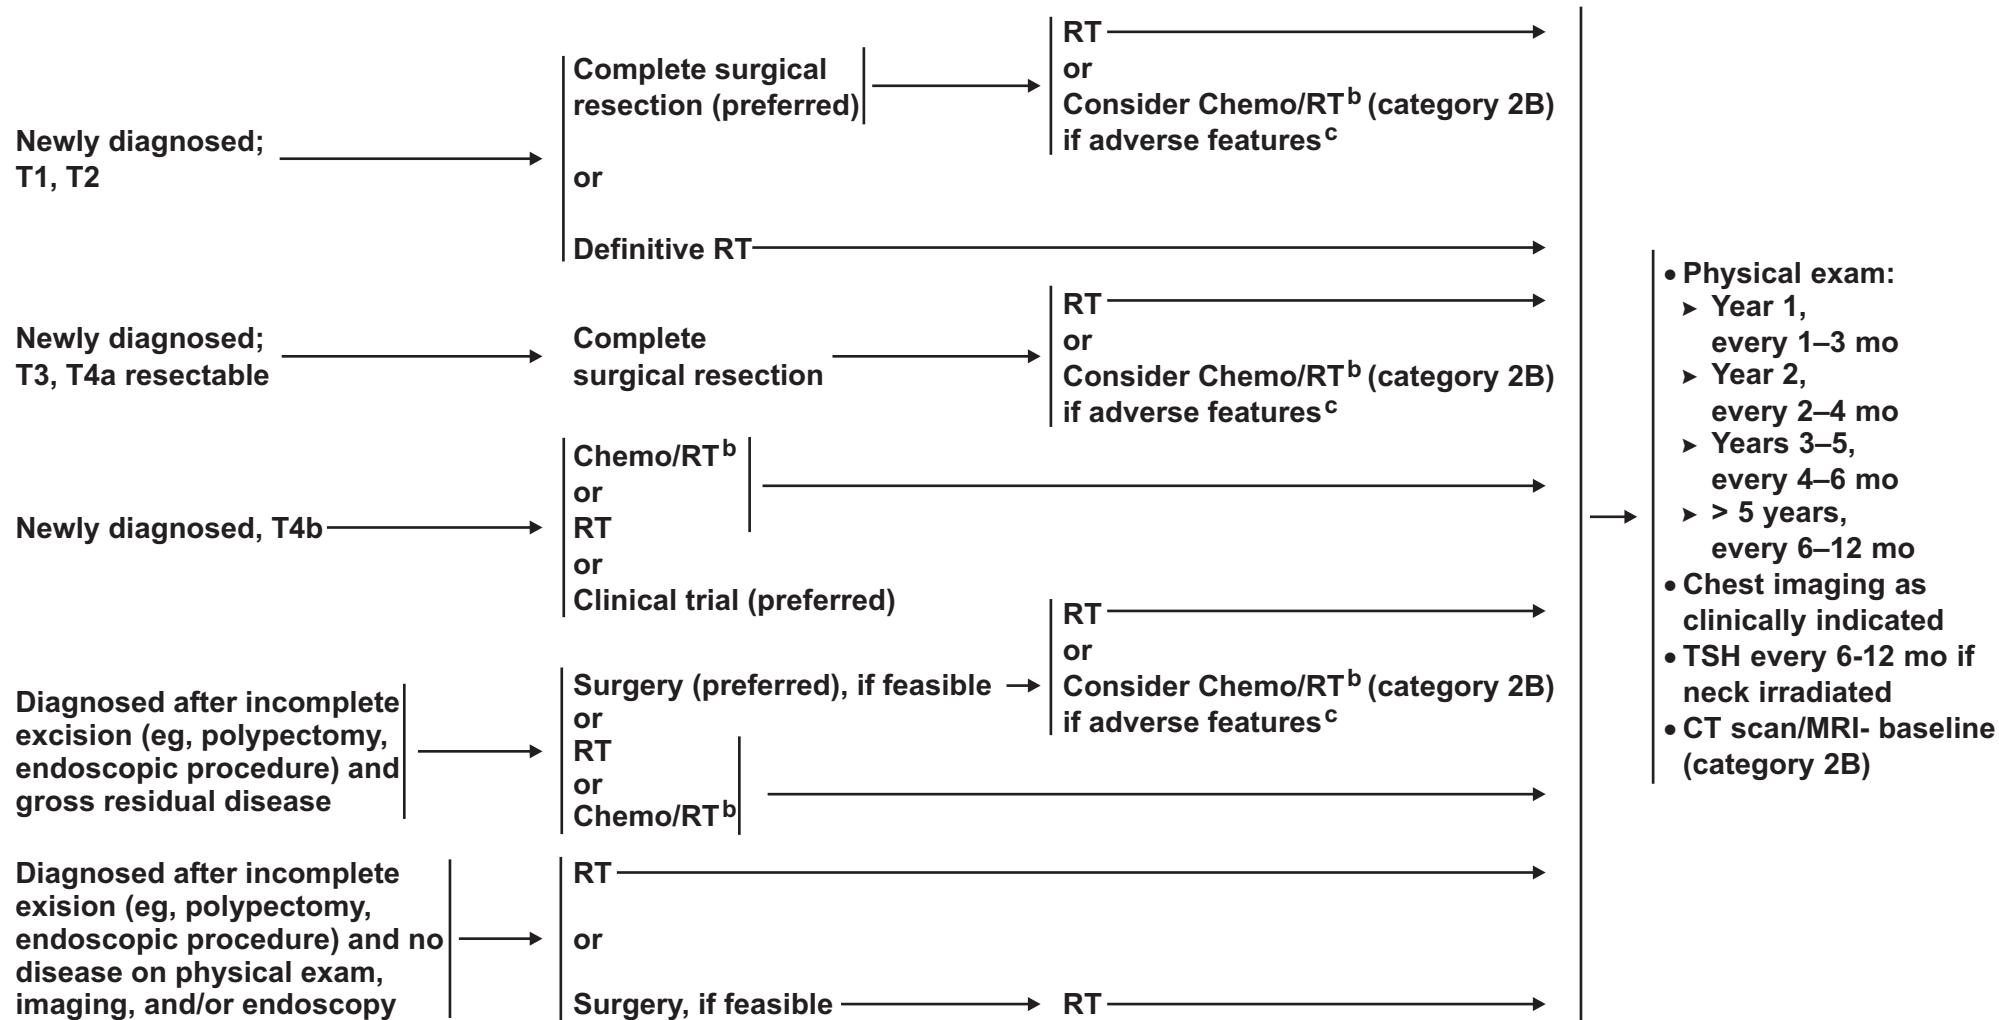 Newly diagnosed;
T1, T2
Complete surgical
resection (preferred)
or
Definitive RT
RT
or
Consider Chemo/RTᵇ (category 2B)
if adverse featuresᶜ
Newly diagnosed;
T3, T4a resectable
Complete
surgical resection
RT
or
Consider Chemo/RTᵇ (category 2B)
if adverse featuresᶜ
Newly diagnosed, T4b
Chemo/RTᵇ
or
RT
or
Clinical trial (preferred)
Diagnosed after incomplete
excision (eg, polypectomy,
endoscopic procedure) and
gross residual disease
Surgery (preferred), if feasible
or
RT
or
Chemo/RTᵇ
RT
or
Consider Chemo/RTᵇ (category 2B)
if adverse featuresᶜ
Diagnosed after incomplete
exision (eg, polypectomy,
endoscopic procedure) and no
disease on physical exam,
imaging, and/or endoscopy
RT
or
Surgery, if feasible
RT
• Physical exam:
➤ Year 1,
every 1–3 mo
➤ Year 2,
every 2–4 mo
➤ Years 3–5,
every 4–6 mo
➤ > 5 years,
every 6–12 mo
• Chest imaging as
clinically indicated
• TSH every 6-12 mo if
neck irradiated
• CT scan/MRI- baseline
(category 2B)